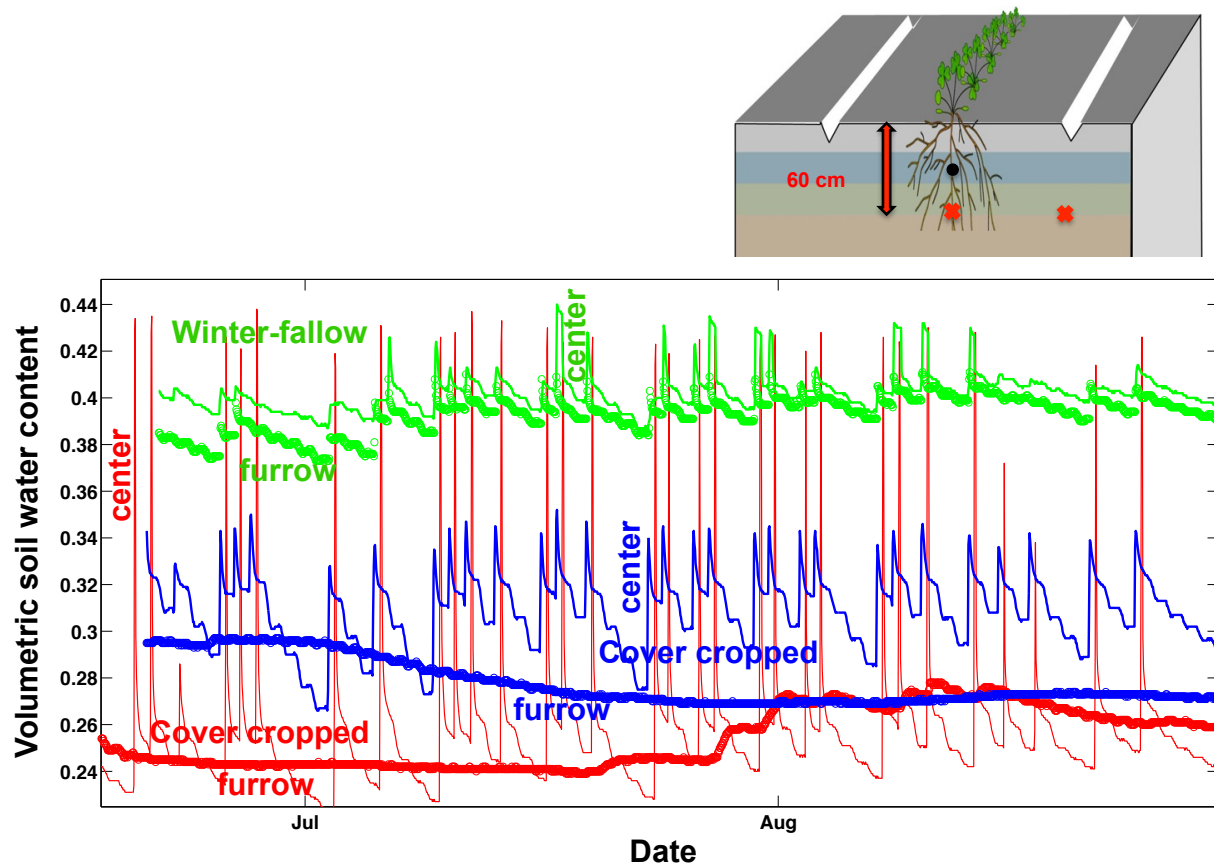 60 cm
0.44
0.42
0.4
0.38
0.36
0.34
0.32
0.3
0.28
0.26
0.24
Volumetric soil water content
Winter-fallow
center
furrow
center
center
Cover cropped
furrow
Cover cropped
furrow
Jul
Aug
Date